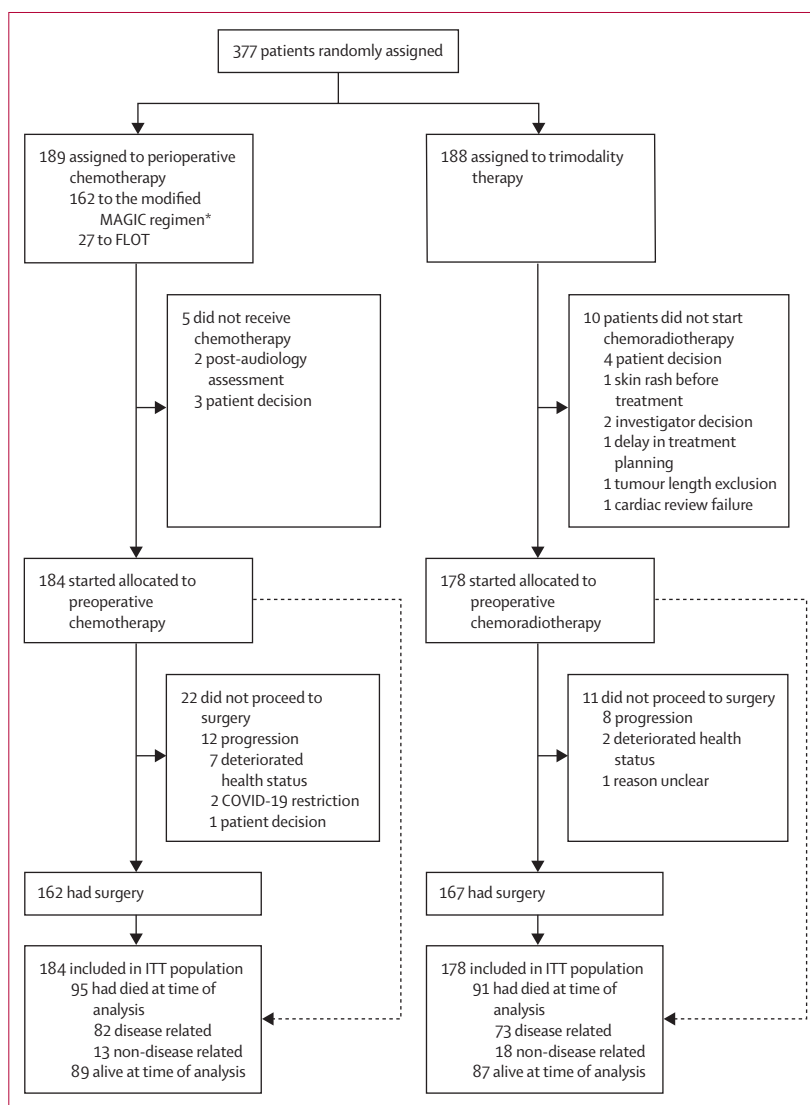 377 patients randomly assigned
189 assigned to perioperative
chemotherapy
162 to the modified
MAGIC regimen*
27 to FLOT
188 assigned to trimodality
therapy
5 did not receive
chemotherapy
2 post-audiology
assessment
3 patient decision
10 patients did not start
chemoradiotherapy
4 patient decision
1 skin rash before
treatment
2 investigator decision
1 delay in treatment
planning
1 tumour length exclusion
1 cardiac review failure
184 started allocated to
preoperative
chemotherapy
178 started allocated to
preoperative
chemoradiotherapy
22 did not proceed to
surgery
12 progression
7 deteriorated
health status
2 COVID-19 restriction
1 patient decision
11 did not proceed to surgery
8 progression
2 deteriorated health
status
1 reason unclear
162 had surgery
167 had surgery
184 included in ITT population
95 had died at time of
analysis
82 disease related
13 non-disease related
89 alive at time of analysis
178 included in ITT population
91 had died at time of
analysis
73 disease related
18 non-disease related
87 alive at time of analysis